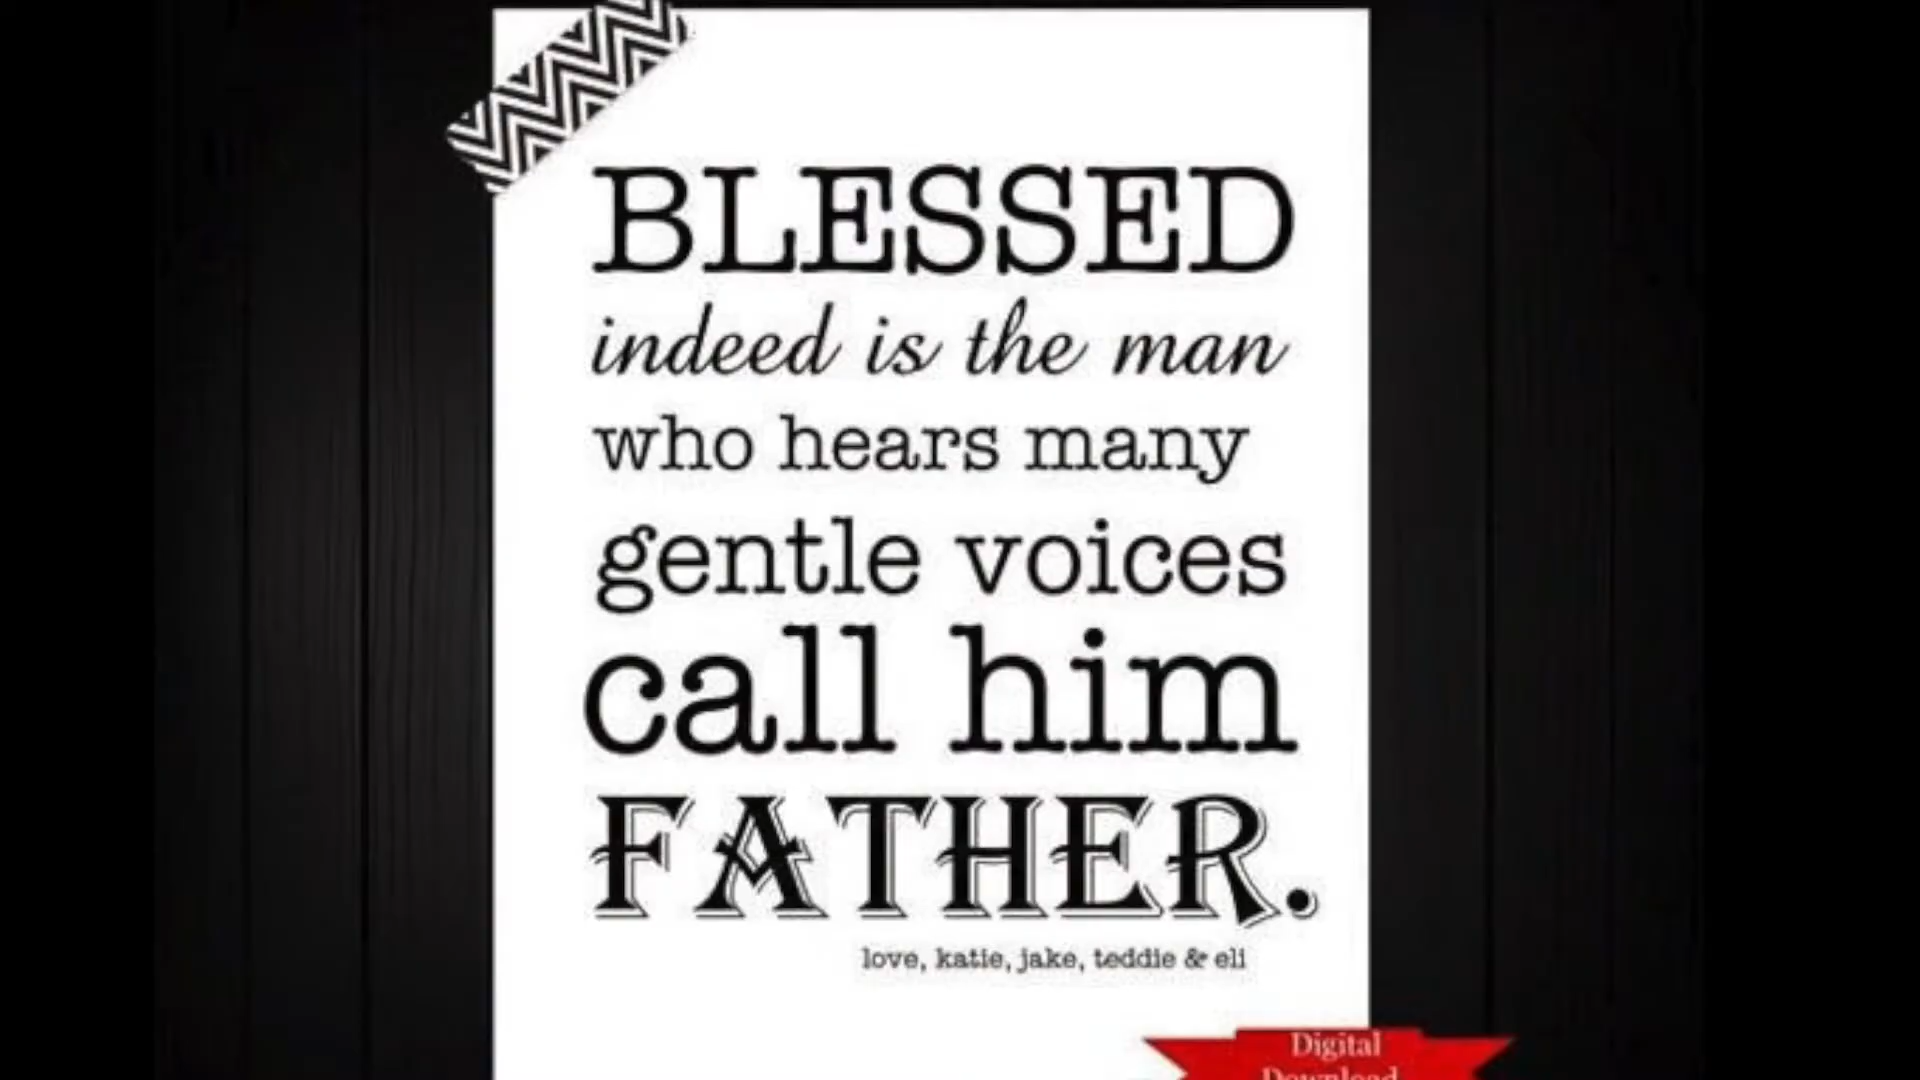 BLESSED
indeed is the man
who hears many
gentle voices
call him
FATHER.
love, katie, jake, teddie & eli
Digital
Download